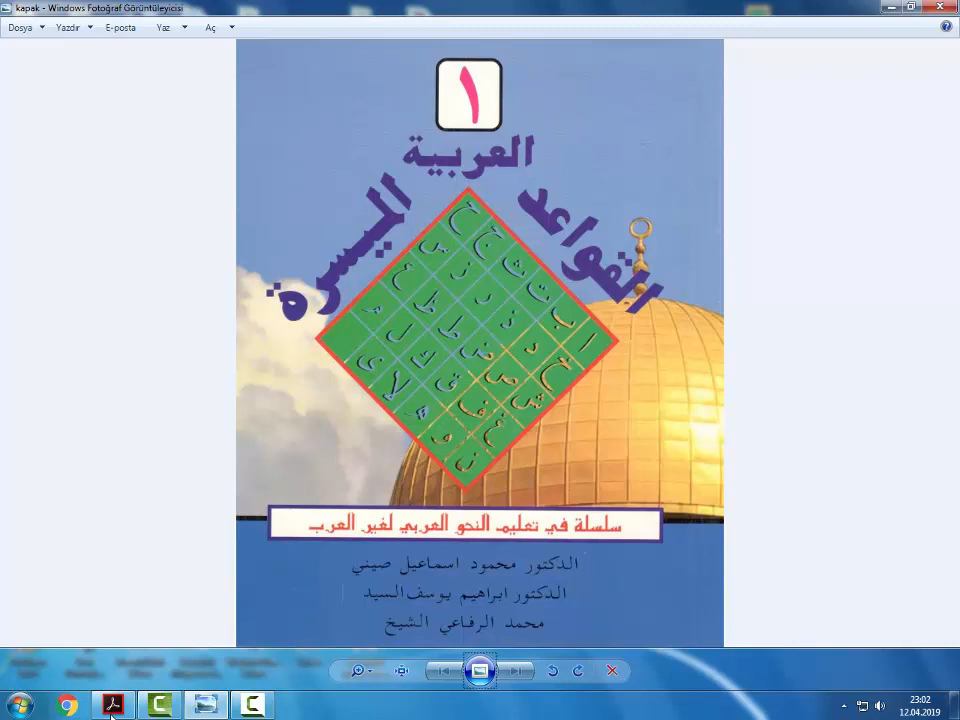 kapak - Windows Fotoğraf Görüntüleyicisi
Dosya Yazdır E-posta Yaz Aç
١
القواعد العربية الميسرة
ا ب ت ث ج ح
سلسلة في تعليم النحو العربي لغير العرب
الدكتور محمود اسماعيل صيني
الدكتور ابراهيم يوسف السيد
محمد الرفاعي الشيخ
23:02
12.04.2019